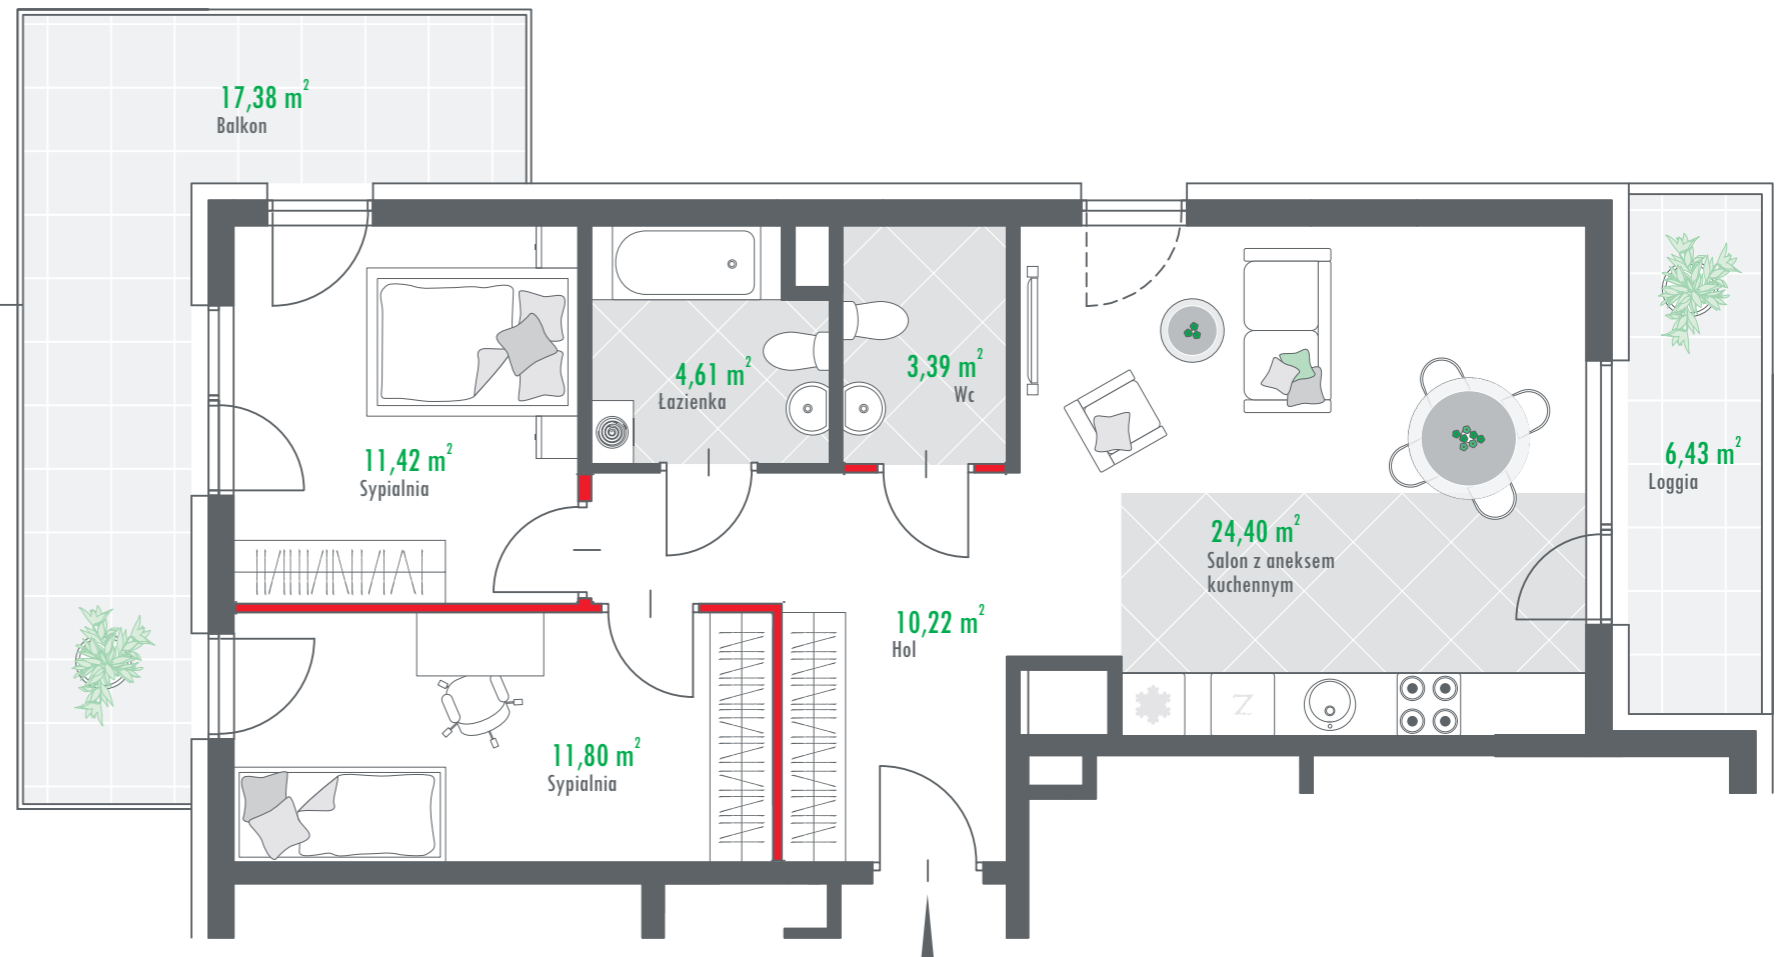 17,38 m²
Balkon
4,61 m²
Łazienka
3,39 m²
Wc
11,42 m²
Sypialnia
6,43 m²
Loggia
24,40 m²
Salon z aneksem
kuchennym
10,22 m²
Hol
Z
11,80 m²
Sypialnia